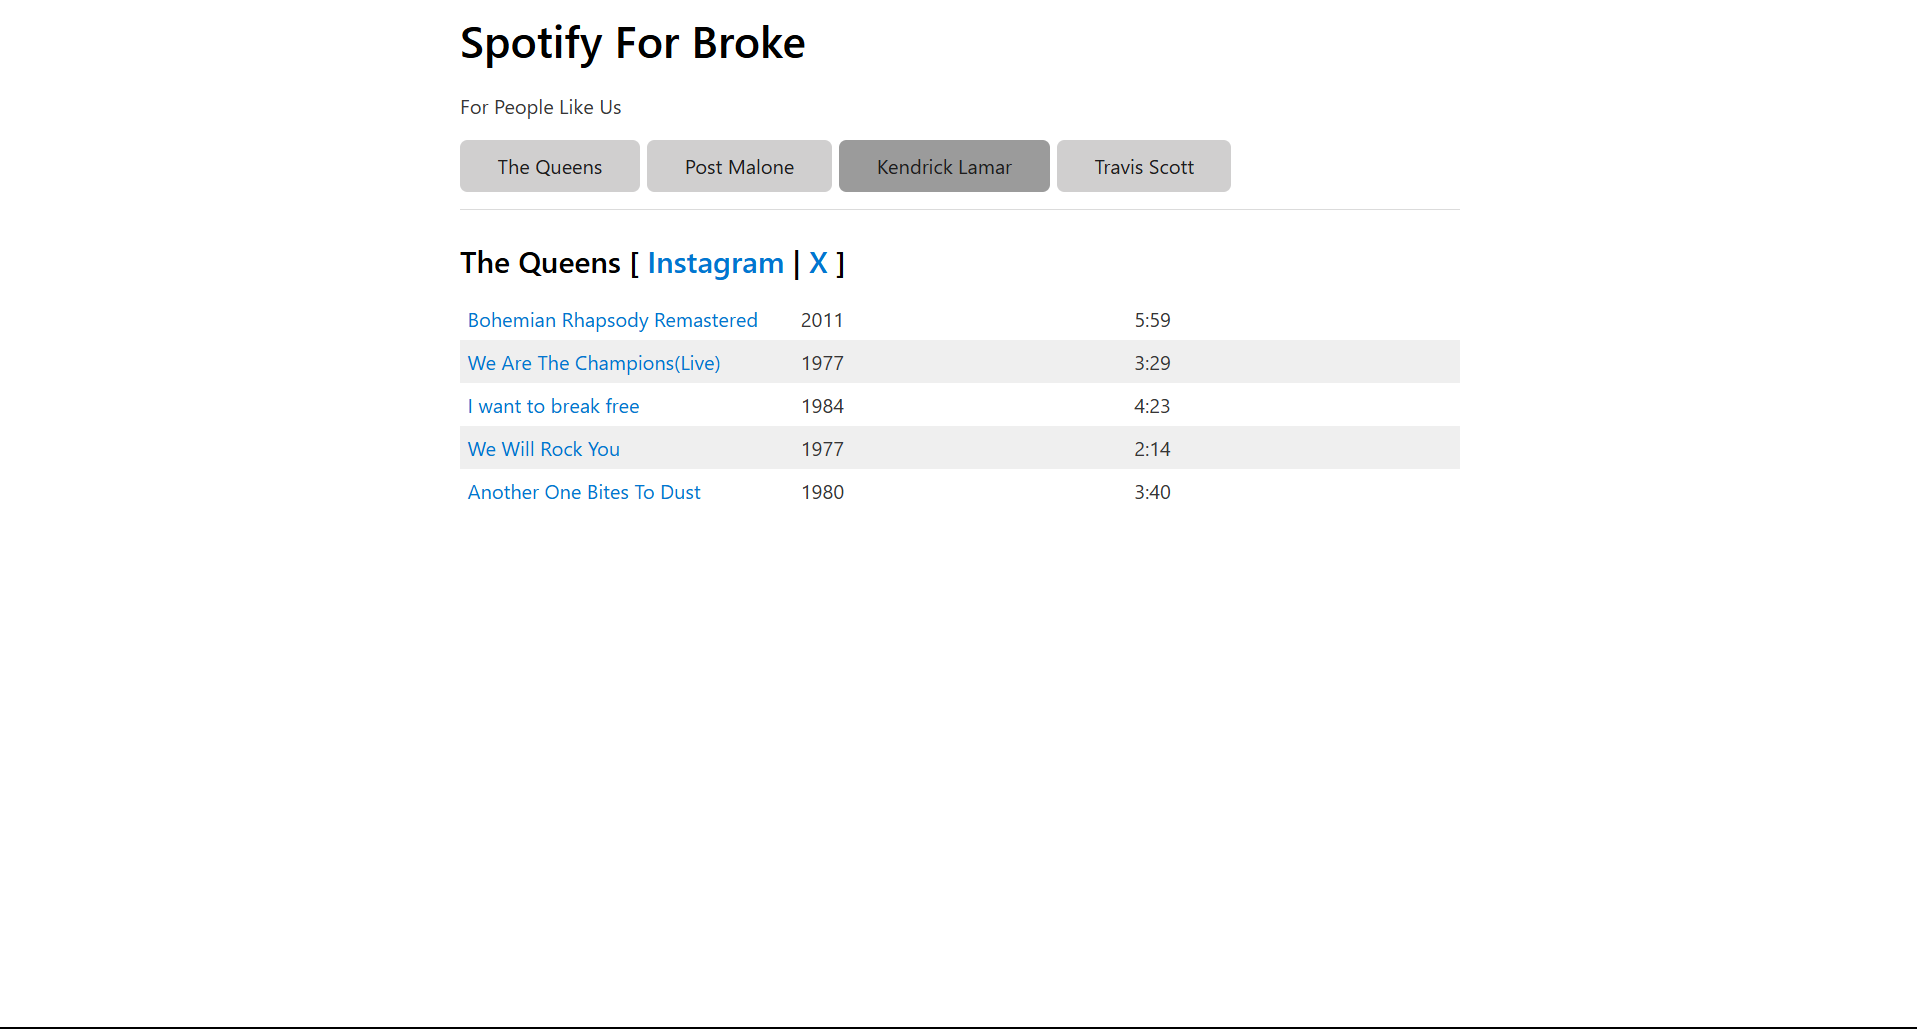 Spotify For Broke
For People Like Us
The Queens Post Malone Kendrick Lamar Travis Scott
The Queens [ Instagram | X ]
Bohemian Rhapsody Remastered 2011 5:59
We Are The Champions(Live) 1977 3:29
I want to break free 1984 4:23
We Will Rock You 1977 2:14
Another One Bites To Dust 1980 3:40